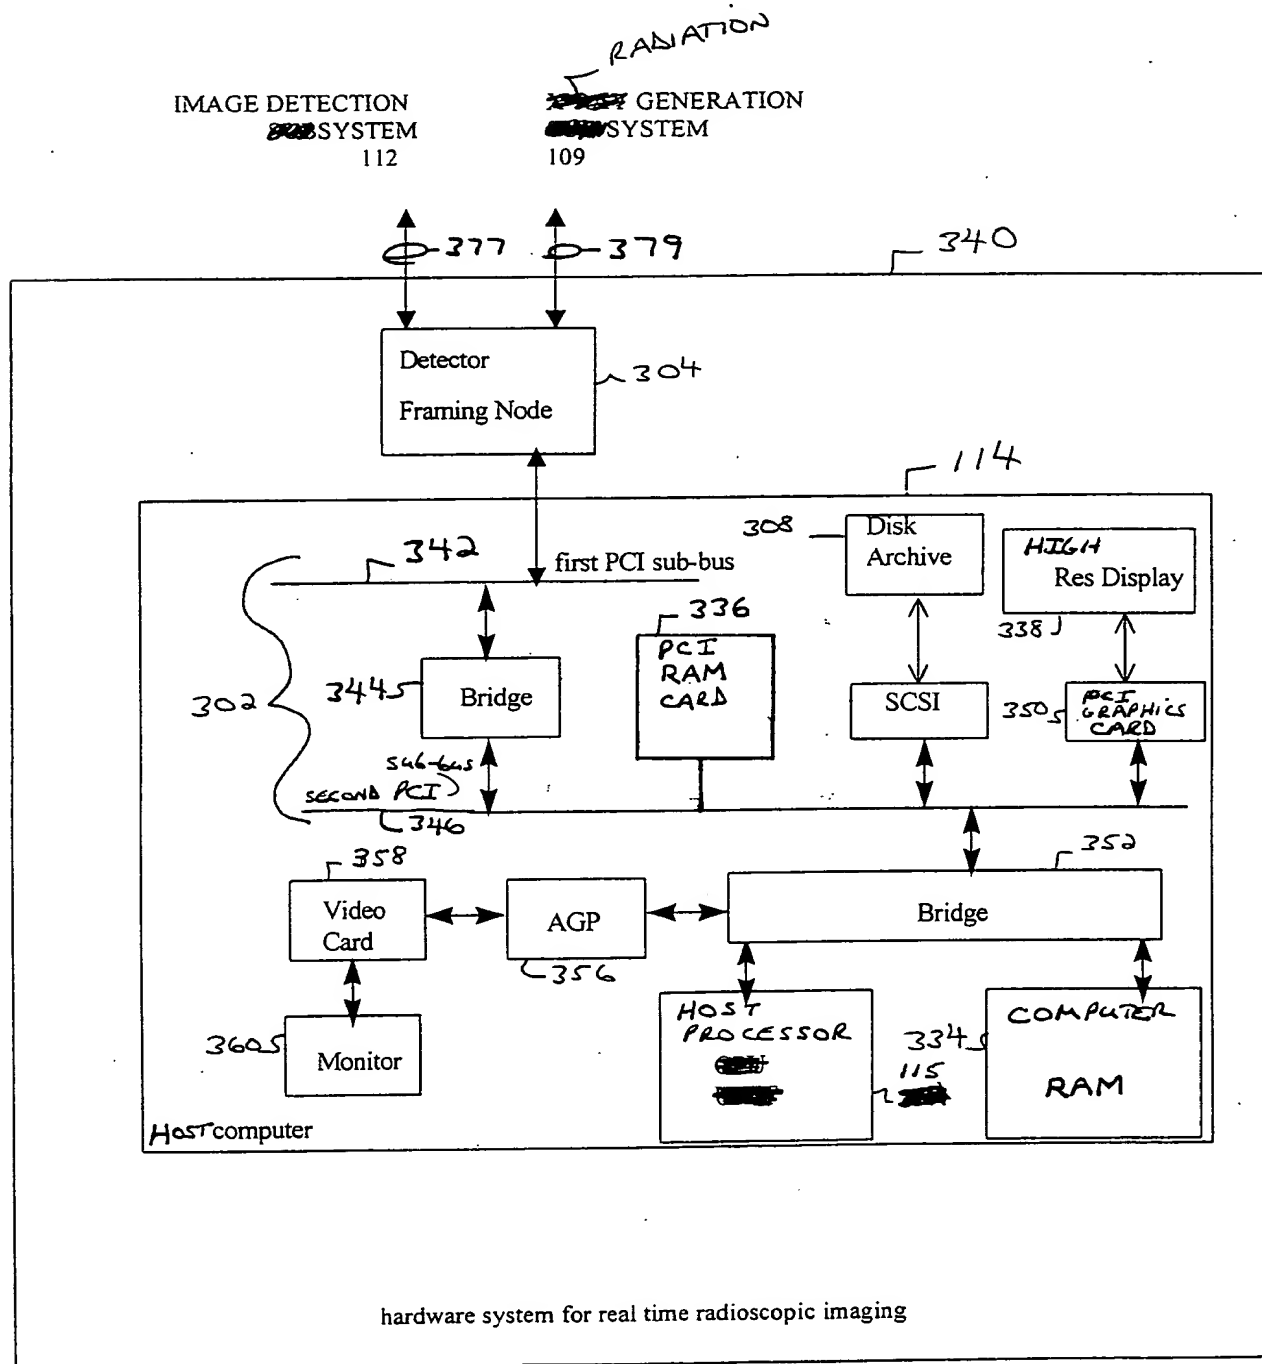 RADIATION
IMAGE DETECTION
SYSTEM
112
GENERATION
SYSTEM
109
377
379
340
Detector
Framing Node
304
114
342
first PCI sub-bus
308
Disk
Archive
HIGH
Res Display
338
336
PCI
RAM
CARD
302
344
Bridge
SCSI
350
PCI
GRAPHICS
CARD
sub-bus
SECOND PCI
346
358
Video
Card
AGP
356
352
Bridge
360
Monitor
HOST
PROCESSOR
115
334
COMPUTER
RAM
HOST computer
hardware system for real time radioscopic imaging